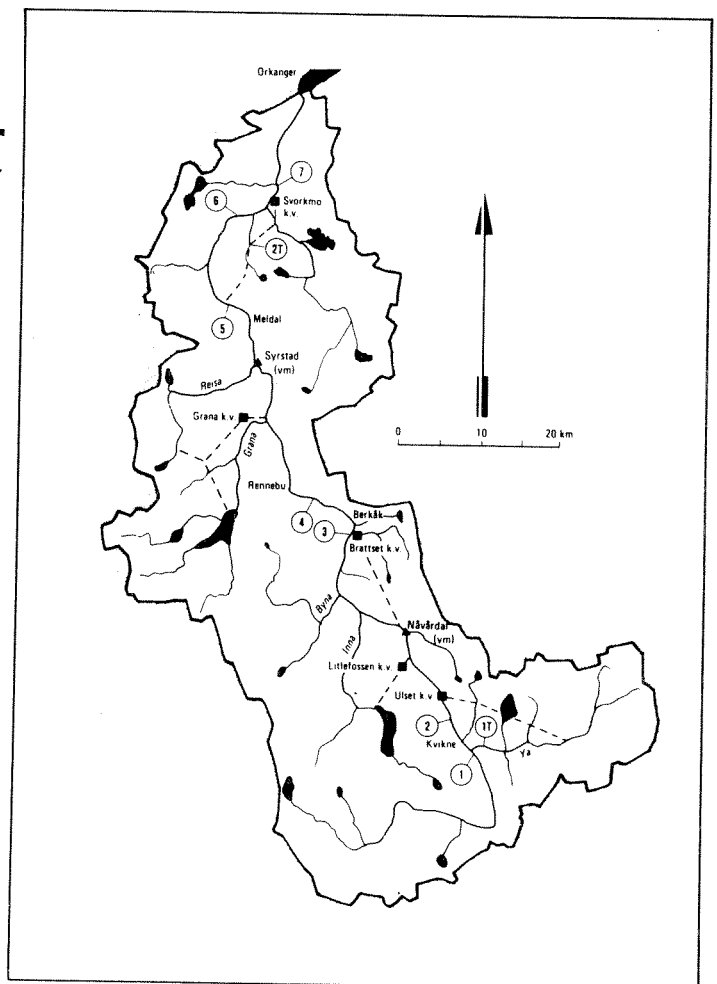 Orkanger
7
Svorkmo
k.v.
6
2T
5
Meldal
Syrstad
(vm)
Reisa
Grana k.v.
Grana
0 10 20 km
Rennebu
Berkåk
4
3
Brattset k.v.
Byna
Inna
Nåvårdal
(vm)
Litlefossen k.v.
Ulset k.v
2
1T
Kvikne
Ya
1